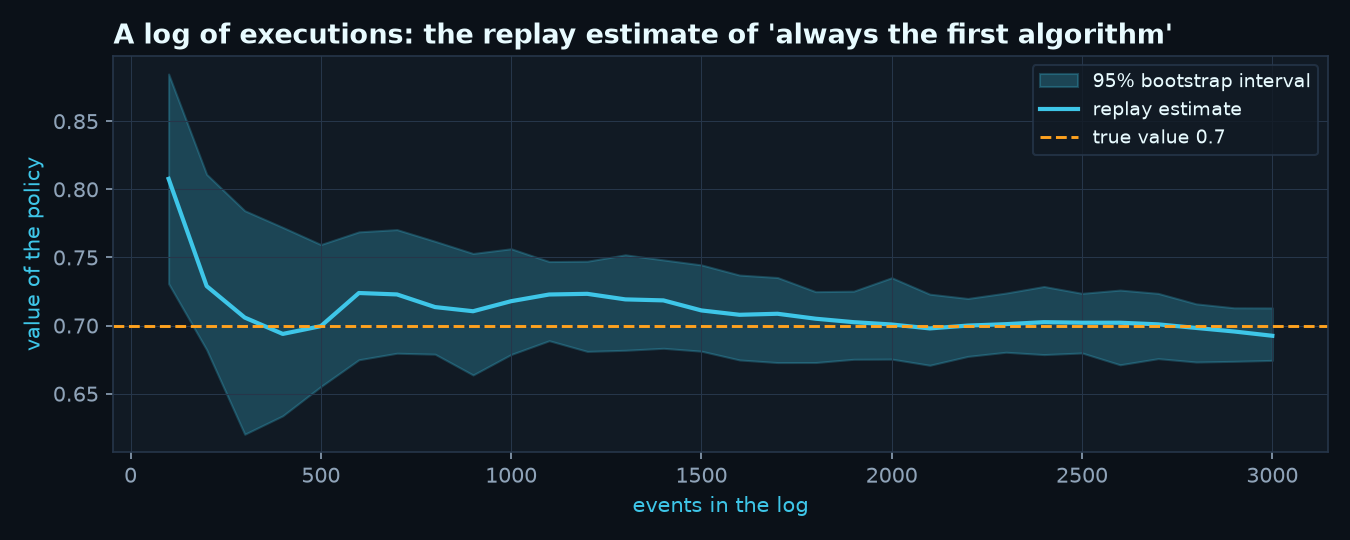 A log of executions: the replay estimate of 'always the first algorithm'
95% bootstrap interval
replay estimate
true value 0.7
value of the policy
0.85
0.80
0.75
0.70
0.65
0 500 1000 1500 2000 2500 3000
events in the log